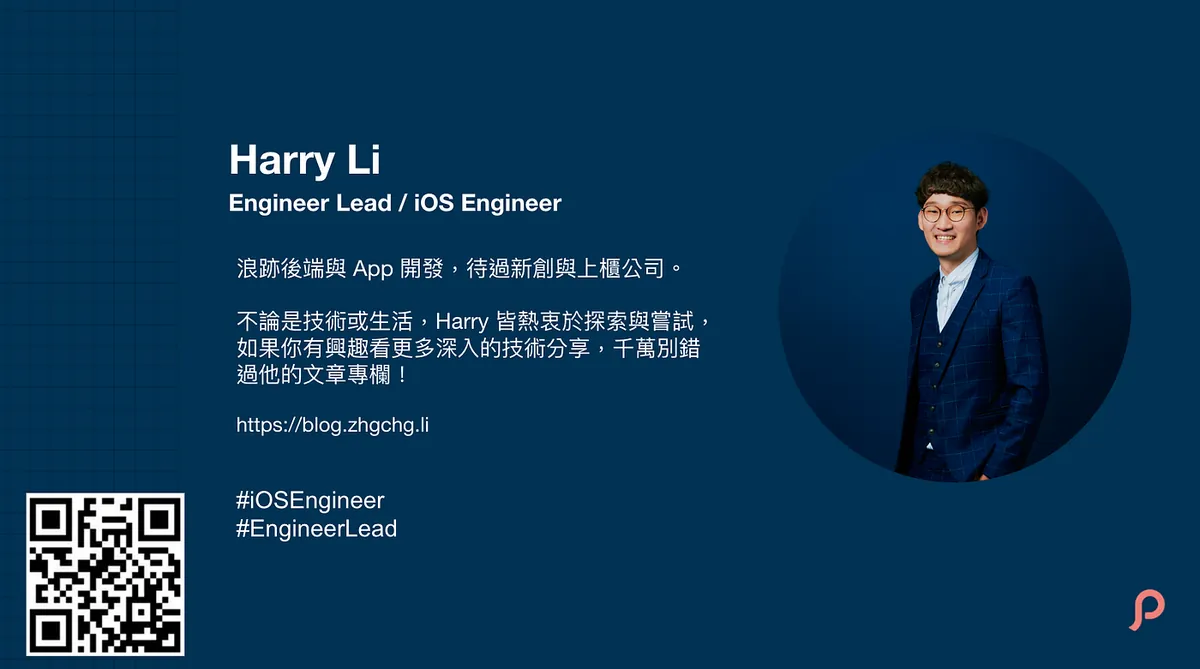 Harry Li
Engineer Lead / iOS Engineer
浪跡後端與 App 開發，待過新創與上櫃公司。
不論是技術或生活，Harry 皆熱衷於探索與嘗試，
如果你有興趣看更多深入的技術分享，千萬別錯
過他的文章專欄！
https://blog.zhgchg.li
#iOSEngineer
#EngineerLead